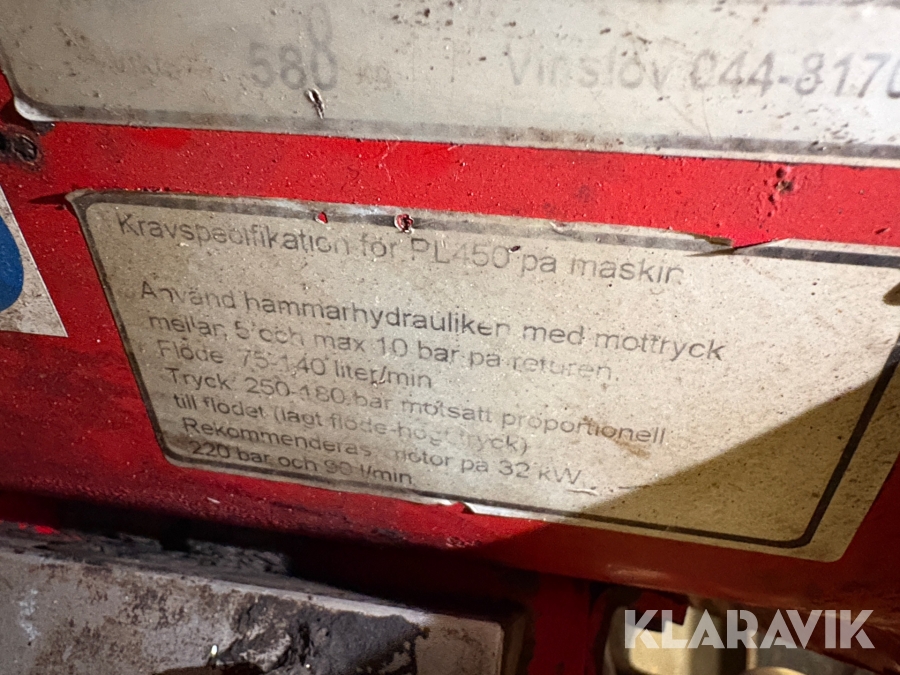 580 kg
Vinslöv 044-8170
Kravspecifikation för PL450 på maskin
Använd hammarhydrauliken med mottryck
mellan 5 och max 10 bar på returen.
Flöde 75-140 liter/min
Tryck 250-180 bar motsatt proportionell
till flödet (lågt flöde-högt tryck)
Rekommenderas motor på 32 kW
220 bar och 90 l/min.
KLARAVIK